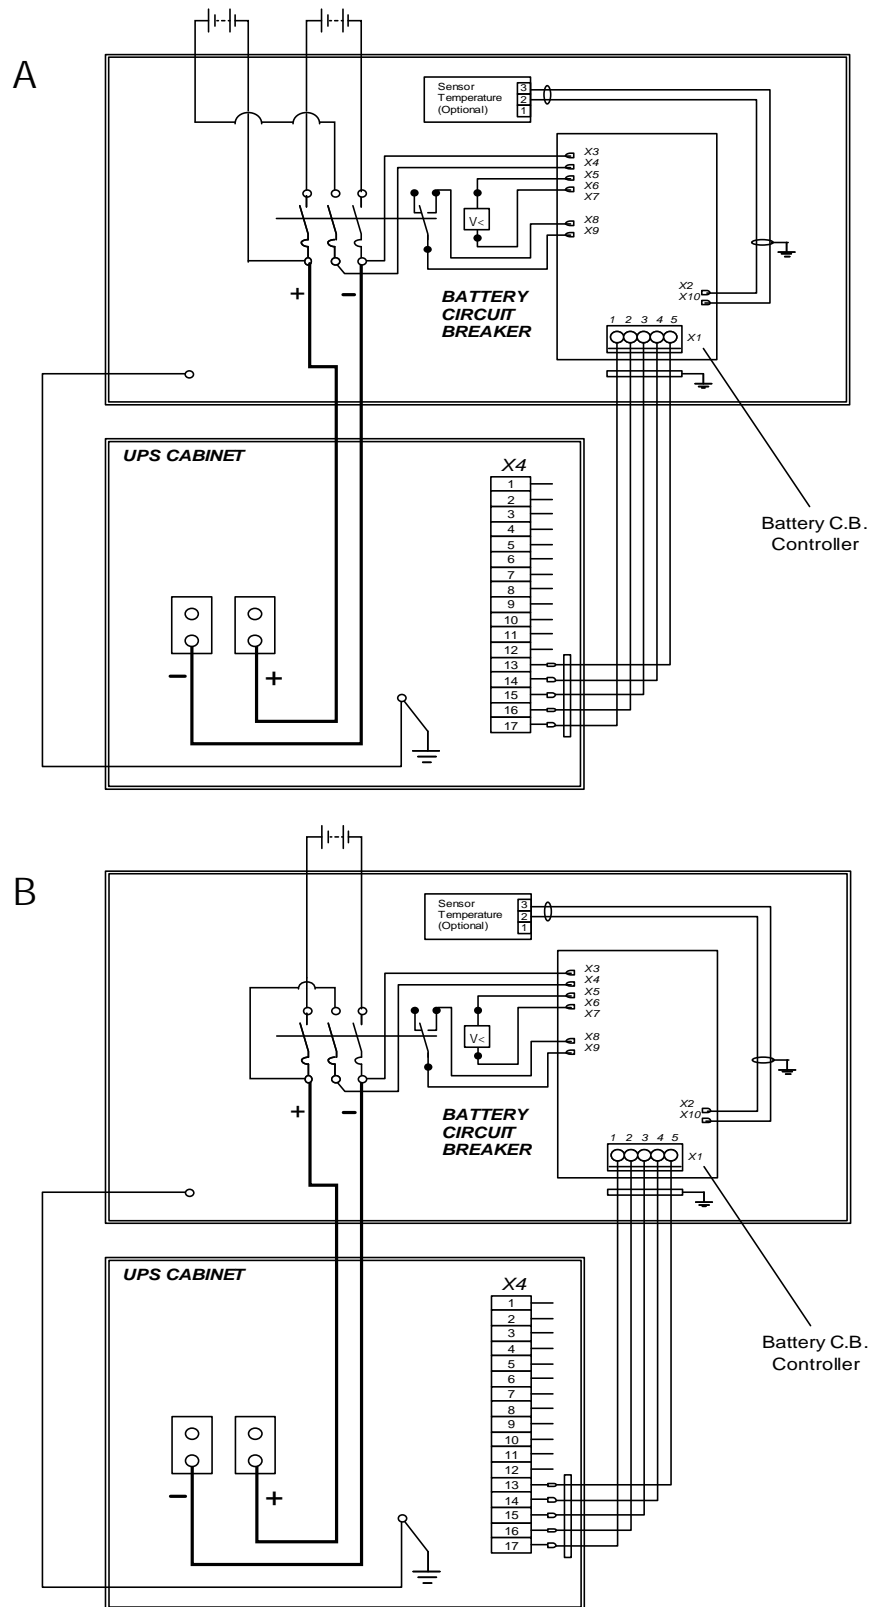 A
Sensor
Temperature
(Optional)
3
2
1
X3
X4
X5
X6
X7
X8
X9
V<
+
−
BATTERY
CIRCUIT
BREAKER
X2
X10
1 2 3 4 5
X1
UPS CABINET
X4
1
2
3
4
5
6
7
8
9
10
11
12
13
14
15
16
17
Battery C.B.
Controller
−
+
B
Sensor
Temperature
(Optional)
3
2
1
X3
X4
X5
X6
X7
X8
X9
V<
+
−
BATTERY
CIRCUIT
BREAKER
X2
X10
1 2 3 4 5
X1
UPS CABINET
X4
1
2
3
4
5
6
7
8
9
10
11
12
13
14
15
16
17
Battery C.B.
Controller
−
+